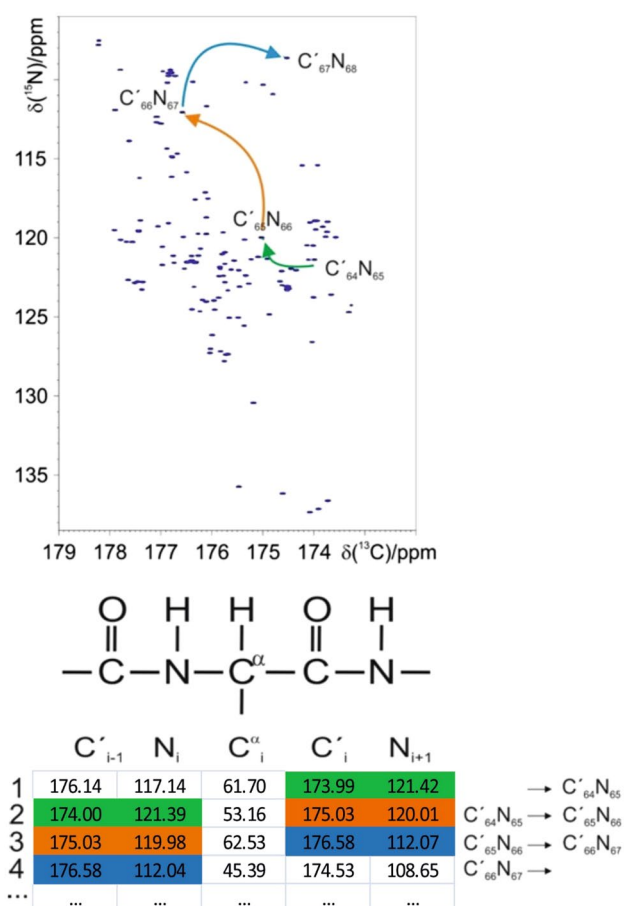 δ(¹⁵N)/ppm
C´₆₇N₆₈
C´₆₆N₆₇
115
C´₆₅N₆₆
120
C´₆₄N₆₅
125
130
135
179 178 177 176 175 174 δ(¹³C)/ppm
O H H O H
C N Cᵅ C N
C´ᵢ₋₁ Nᵢ Cᵅᵢ C´ᵢ Nᵢ₊₁
1 176.14 117.14 61.70 173.99 121.42 → C´₆₄N₆₅
2 174.00 121.39 53.16 175.03 120.01 C´₆₄N₆₅ → C´₆₅N₆₆
3 175.03 119.98 62.53 176.58 112.07 C´₆₅N₆₆ → C´₆₆N₆₇
4 176.58 112.04 45.39 174.53 108.65 C´₆₆N₆₇ →
... ... ... ... ... ...